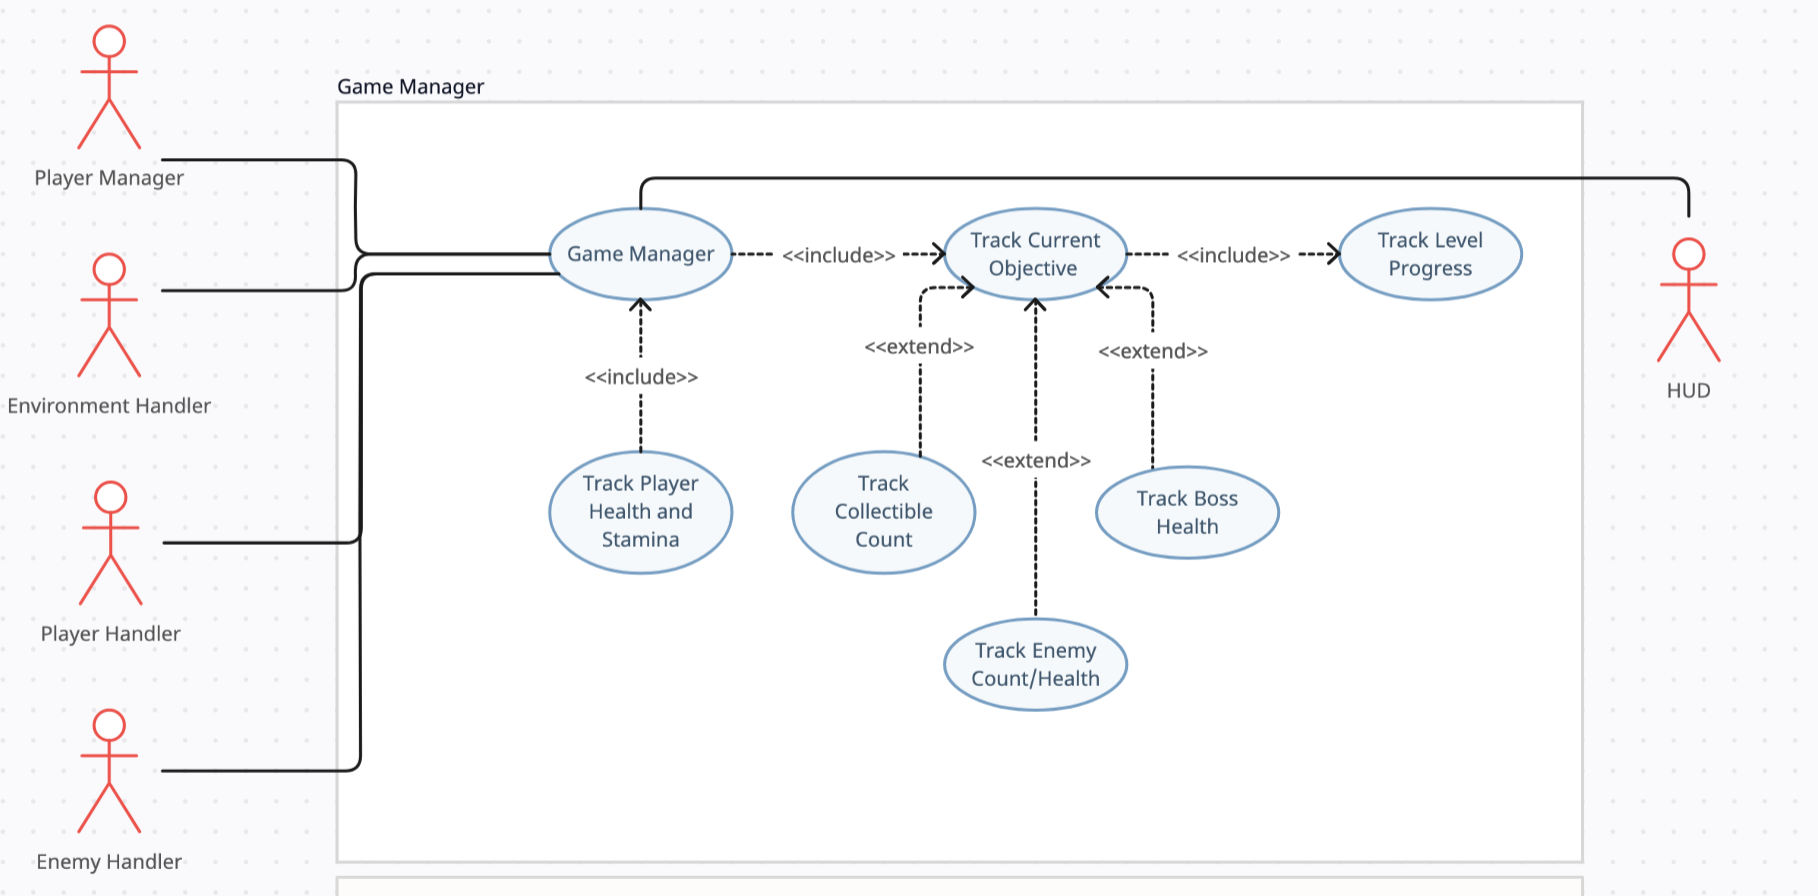 Game Manager
Player Manager
Game Manager
<<include>>
Track Current
Objective
<<include>>
Track Level
Progress
<<extend>>
<<extend>>
<<include>>
HUD
Environment Handler
<<extend>>
Track Player
Health and
Stamina
Track
Collectible
Count
Track Boss
Health
Player Handler
Track Enemy
Count/Health
Enemy Handler